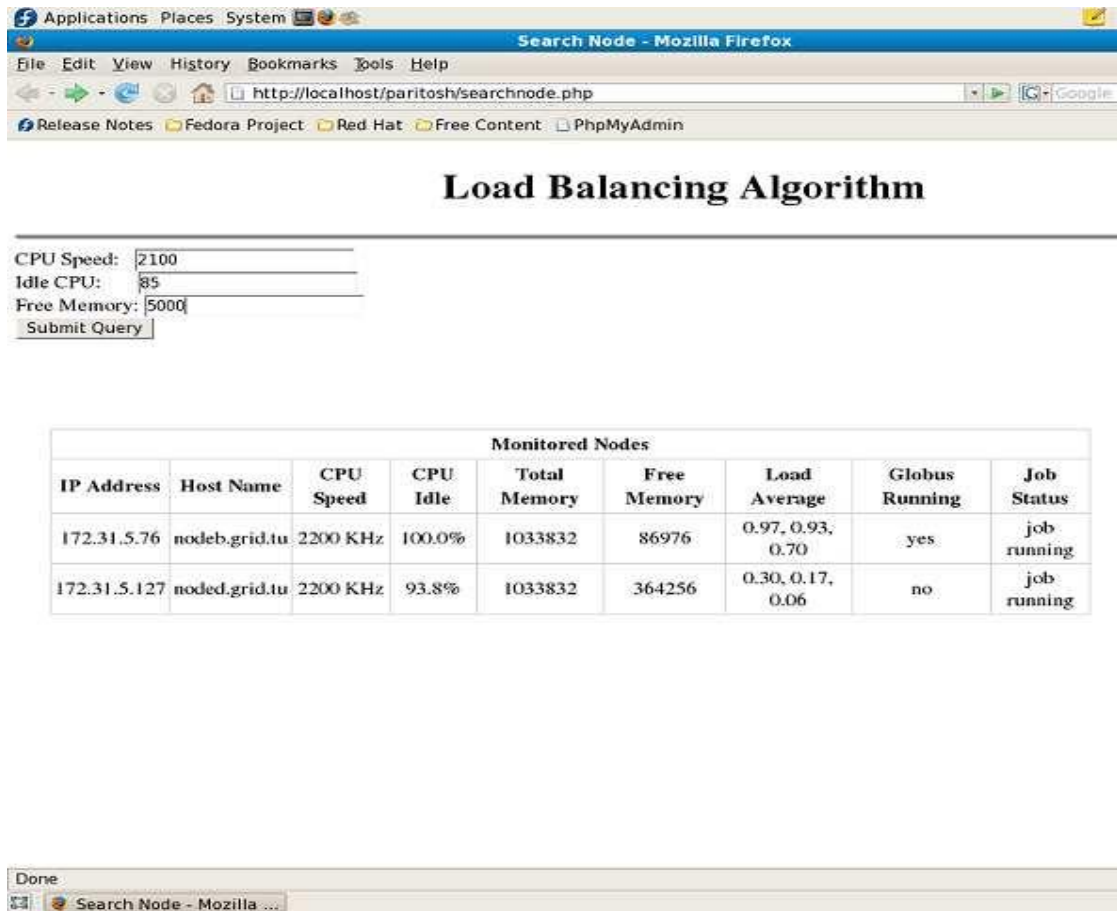 Applications Places System
Search Node - Mozilla Firefox
File Edit View History Bookmarks Tools Help
http://localhost/paritosh/searchnode.php
Google
Release Notes Fedora Project Red Hat Free Content PhpMyAdmin
Load Balancing Algorithm
CPU Speed: 2100
Idle CPU: 85
Free Memory: 5000
Submit Query
Monitored Nodes
IP Address Host Name CPU Speed CPU Idle Total Memory Free Memory Load Average Globus Running Job Status
172.31.5.76 nodeb.grid.tu 2200 KHz 100.0% 1033832 86976 0.97, 0.93, 0.70 yes job running
172.31.5.127 noded.grid.tu 2200 KHz 93.8% 1033832 364256 0.30, 0.17, 0.06 no job running
Done
Search Node - Mozilla ...